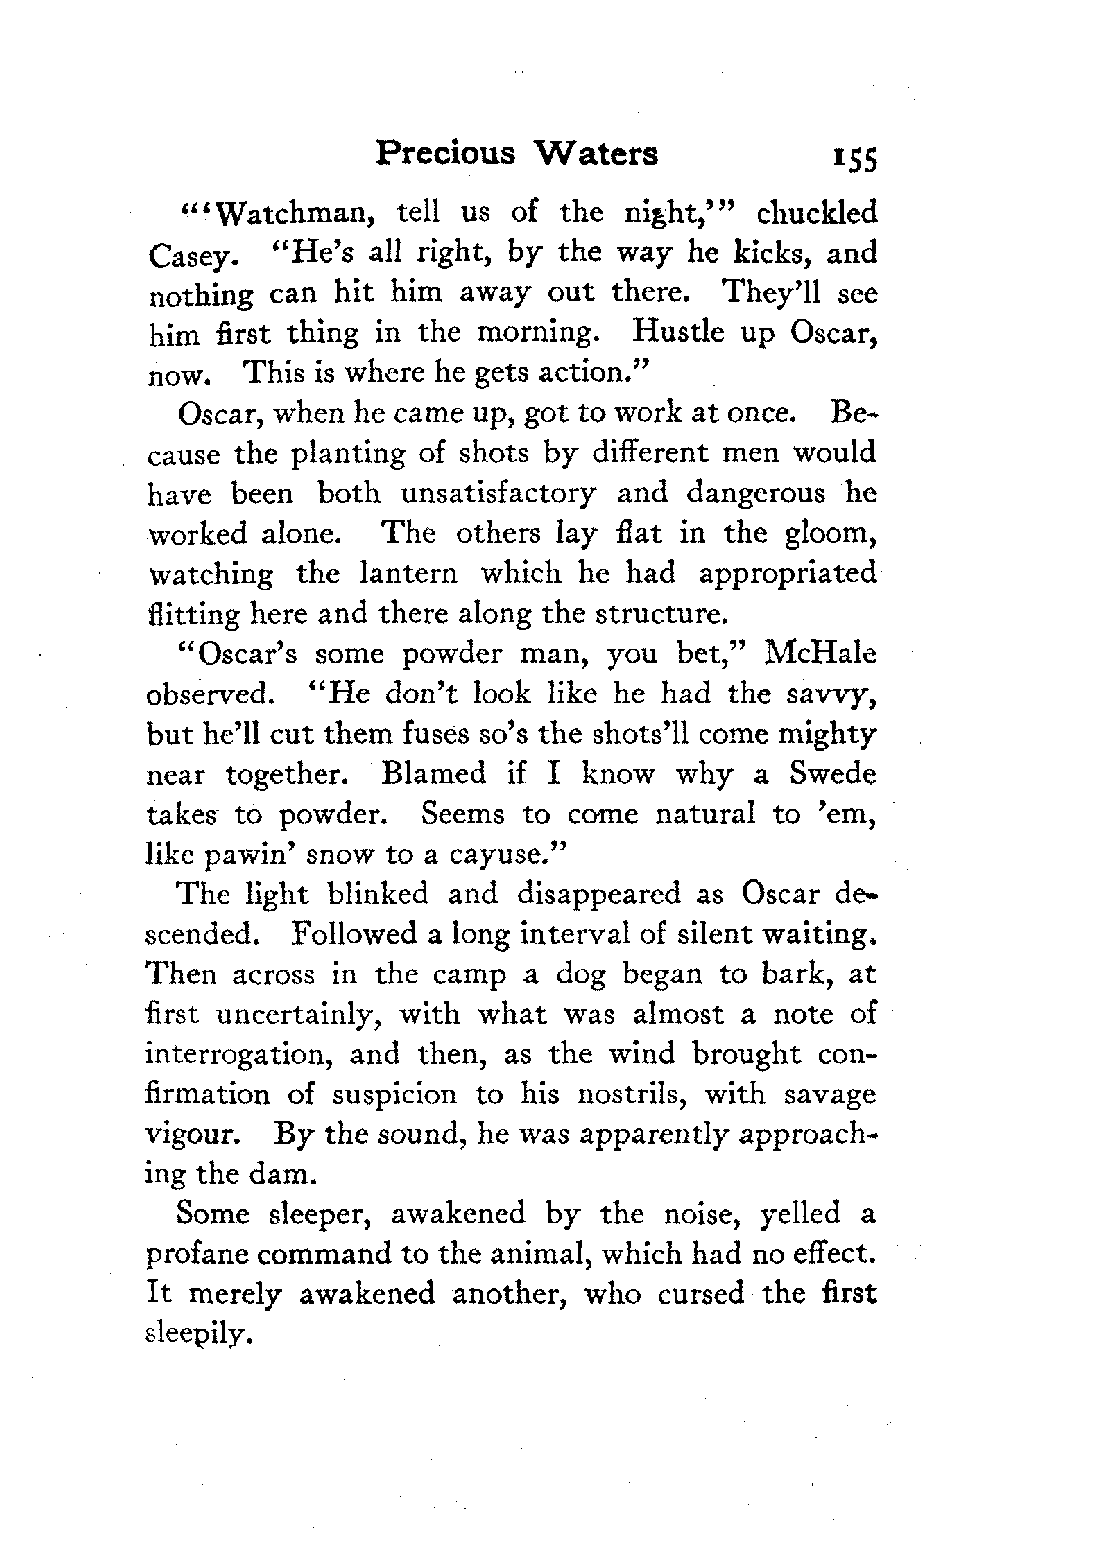 Precious Waters 155
"'Watchman, tell us of the night,'" chuckled
Casey. "He's all right, by the way he kicks, and
nothing can hit him away out there. They'll see
him first thing in the morning. Hustle up Oscar,
now. This is where he gets action."
Oscar, when he came up, got to work at once. Be-
cause the planting of shots by different men would
have been both unsatisfactory and dangerous he
worked alone. The others lay flat in the gloom,
watching the lantern which he had appropriated
flitting here and there along the structure.
"Oscar's some powder man, you bet," McHale
observed. "He don't look like he had the savvy,
but he'll cut them fuses so's the shots'll come mighty
near together. Blamed if I know why a Swede
takes to powder. Seems to come natural to 'em,
like pawin' snow to a cayuse."
The light blinked and disappeared as Oscar de-
scended. Followed a long interval of silent waiting.
Then across in the camp a dog began to bark, at
first uncertainly, with what was almost a note of
interrogation, and then, as the wind brought con-
firmation of suspicion to his nostrils, with savage
vigour. By the sound, he was apparently approach-
ing the dam.
Some sleeper, awakened by the noise, yelled a
profane command to the animal, which had no effect.
It merely awakened another, who cursed the first
sleepily.